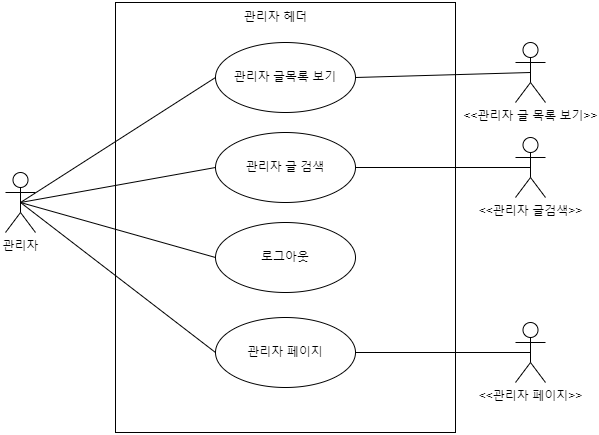 관리자 헤더
관리자 글목록 보기
<<관리자 글 목록 보기>>
관리자 글 검색
<<관리자 글검색>>
관리자
로그아웃
관리자 페이지
<<관리자 페이지>>